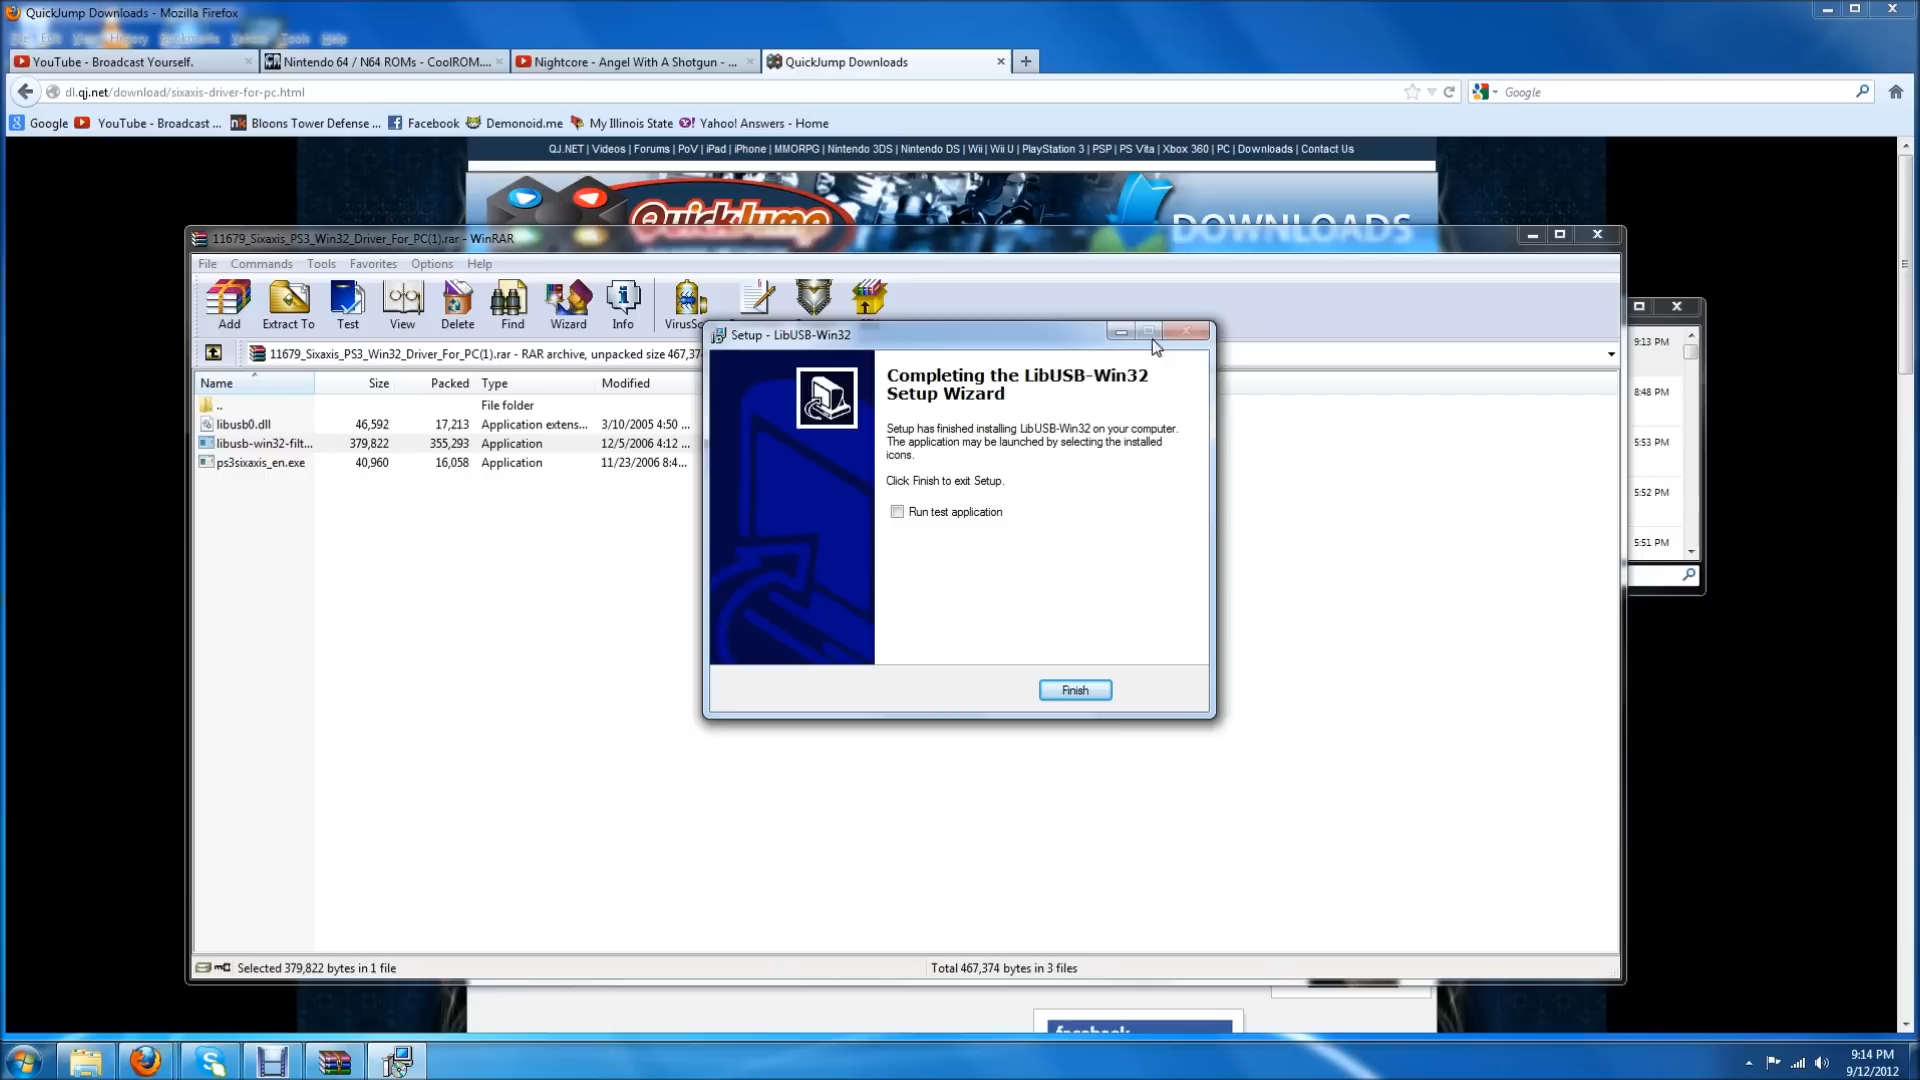 QuickJump Downloads - Mozilla Firefox
File Edit View History Bookmarks Yahoo Tools Help
YouTube - Broadcast Yourself.
Nintendo 64 / N64 ROMs - CoolROM....
Nightcore - Angel With A Shotgun - ...
QuickJump Downloads
dl.qj.net/download/sixaxis-driver-for-pc.html
Google
Google
YouTube - Broadcast ...
Bloons Tower Defense ...
Facebook
Demonoid.me
My Illinois State
Yahoo! Answers - Home
QJ.NET | Videos | Forums | PoV | iPad | iPhone | MMORPG | Nintendo 3DS | Nintendo DS | Wii | Wii U | PlayStation 3 | PSP | PS Vita | Xbox 360 | PC | Downloads | Contact Us
QuickJump
DOWNLOADS
11679_Sixaxis_PS3_Win32_Driver_For_PC(1).rar - WinRAR
File Commands Tools Favorites Options Help
Add Extract To Test View Delete Find Wizard Info VirusSc
11679_Sixaxis_PS3_Win32_Driver_For_PC(1).rar - RAR archive, unpacked size 467,37
Name Size Packed Type Modified
.. File folder
libusb0.dll 46,592 17,213 Application extens... 3/10/2005 4:50 ...
libusb-win32-filt... 379,822 355,293 Application 12/5/2006 4:12 ...
ps3sixaxis_en.exe 40,960 16,058 Application 11/23/2006 8:4...
Setup - LibUSB-Win32
Completing the LibUSB-Win32
Setup Wizard
Setup has finished installing LibUSB-Win32 on your computer.
The application may be launched by selecting the installed
icons.
Click Finish to exit Setup.
Run test application
Finish
9:13 PM
8:48 PM
5:53 PM
5:52 PM
5:51 PM
Selected 379,822 bytes in 1 file
Total 467,374 bytes in 3 files
facebook
9:14 PM
9/12/2012